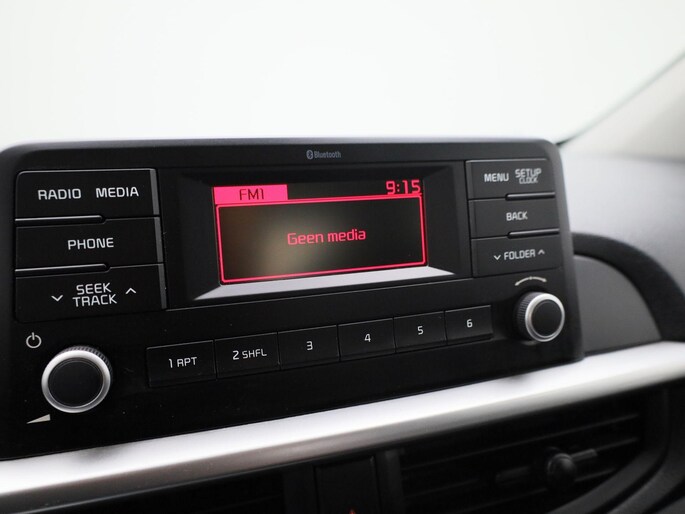 Bluetooth
RADIO MEDIA
PHONE
SEEK
TRACK
FM1 9:15
Geen media
MENU SETUP
CLOCK
BACK
FOLDER
1 RPT 2 SHFL 3 4 5 6